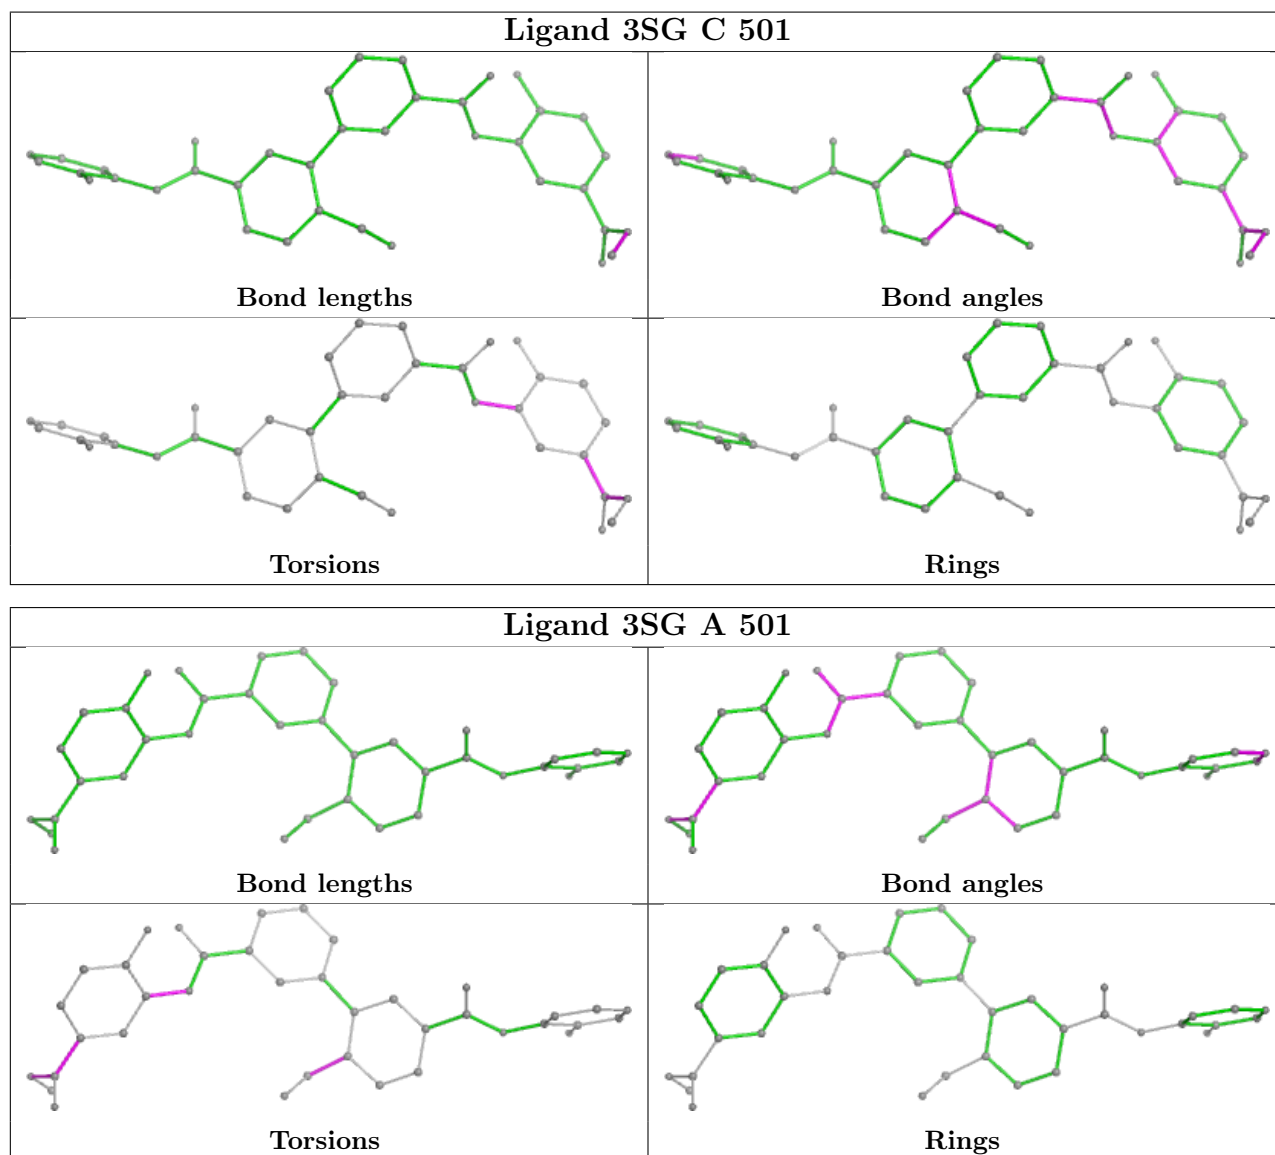 Ligand 3SG C 501
Bond lengths
Bond angles
Torsions
Rings
Ligand 3SG A 501
Bond lengths
Bond angles
Torsions
Rings